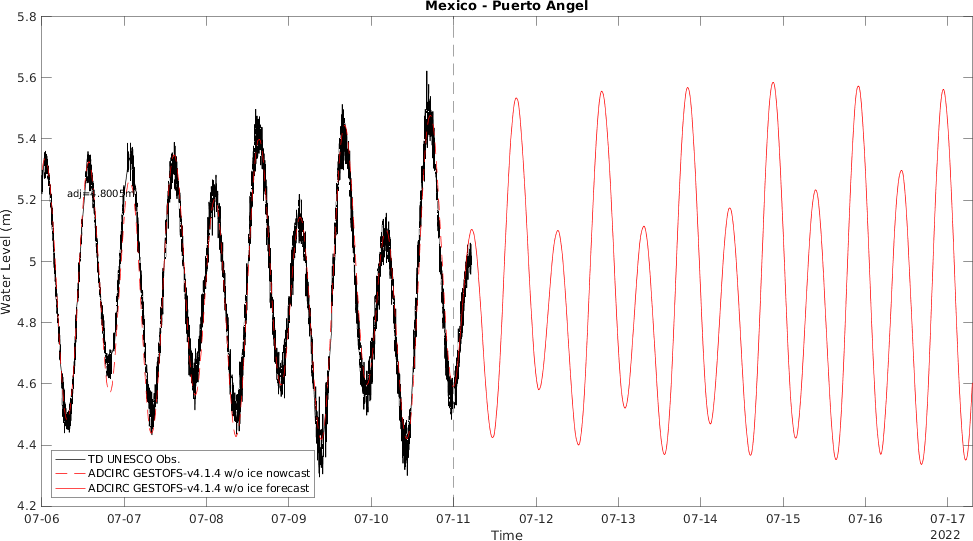 Mexico - Puerto Angel
5.8
5.6
5.4
5.2
5
4.8
4.6
4.4
4.2
Water Level (m)
adj=4.8005m
TD UNESCO Obs.
ADCIRC GESTOFS-v4.1.4 w/o ice nowcast
ADCIRC GESTOFS-v4.1.4 w/o ice forecast
07-06 07-07 07-08 07-09 07-10 07-11 07-12 07-13 07-14 07-15 07-16 07-17
Time 2022